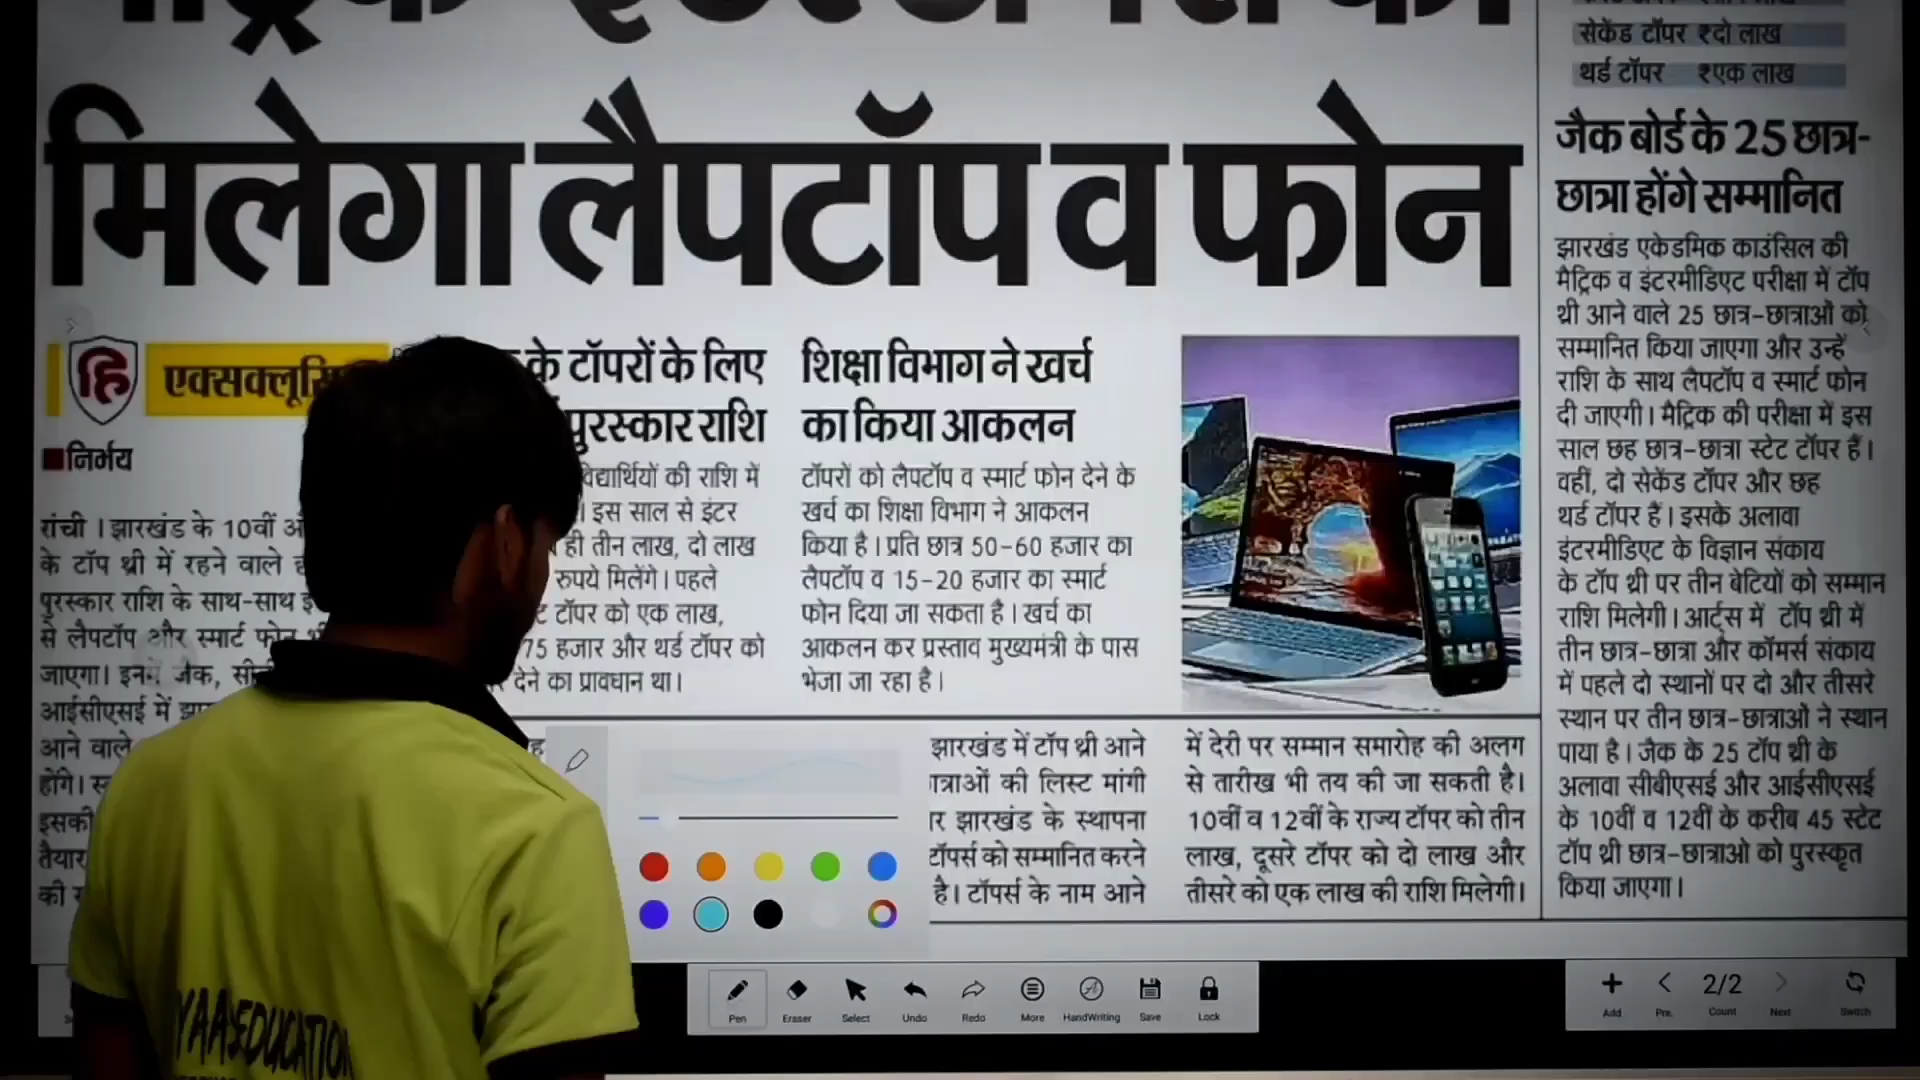 मिलेगा लैपटॉप व फोन
हि
निर्भय
रांची । झारखंड के 10वीं
के टॉप थ्री में रहने वाले
पुरस्कार राशि के साथ-साथ
से लैपटॉप और स्मार्ट फोन
जाएगा। इनमें जैक,
आईसीएसई में
आने वाले
होंगे।
इसकी
तैयार
की
के टॉपरों के लिए
पुरस्कार राशि
विद्यार्थियों की राशि में
। इस साल से इंटर
ही तीन लाख, दो लाख
रुपये मिलेंगे। पहले
टॉपर को एक लाख,
75 हजार और थर्ड टॉपर को
देने का प्रावधान था।
शिक्षा विभाग ने खर्च
का किया आकलन
टॉपरों को लैपटॉप व स्मार्ट फोन देने के
खर्च का शिक्षा विभाग ने आकलन
किया है। प्रति छात्र 50-60 हजार का
लैपटॉप व 15-20 हजार का स्मार्ट
फोन दिया जा सकता है। खर्च का
आकलन कर प्रस्ताव मुख्यमंत्री के पास
भेजा जा रहा है।
झारखंड में टॉप थ्री आने
की लिस्ट मांगी
झारखंड के स्थापना
टॉपर्स को सम्मानित करने
है। टॉपर्स के नाम आने
में देरी पर सम्मान समारोह की अलग
से तारीख भी तय की जा सकती है।
10वीं व 12वीं के राज्य टॉपर को तीन
लाख, दूसरे टॉपर को दो लाख और
तीसरे को एक लाख की राशि मिलेगी।
सेकेंड टॉपर ₹दो लाख
थर्ड टॉपर ₹एक लाख
जैक बोर्ड के 25 छात्र-
छात्रा होंगे सम्मानित
झारखंड एकेडमिक काउंसिल की
मैट्रिक व इंटरमीडिएट परीक्षा में टॉप
थ्री आने वाले 25 छात्र-छात्राओं को
सम्मानित किया जाएगा और उन्हें
राशि के साथ लैपटॉप व स्मार्ट फोन
दी जाएगी। मैट्रिक की परीक्षा में इस
साल छह छात्र-छात्रा स्टेट टॉपर हैं।
वहीं, दो सेकेंड टॉपर और छह
थर्ड टॉपर हैं। इसके अलावा
इंटरमीडिएट के विज्ञान संकाय
के टॉप थ्री पर तीन बेटियों को सम्मान
राशि मिलेगी। आर्ट्स में टॉप थ्री में
तीन छात्र-छात्रा और कॉमर्स संकाय
में पहले दो स्थानों पर दो और तीसरे
स्थान पर तीन छात्र-छात्राओं ने स्थान
पाया है। जैक के 25 टॉप थ्री के
अलावा सीबीएसई और आईसीएसई
के 10वीं व 12वीं के करीब 45 स्टेट
टॉप थ्री छात्र-छात्राओ को पुरस्कृत
किया जाएगा।
Pen Eraser Select Undo Redo More HandWriting Save Lock
2/2
Add Pre. Count Next Switch
EDUCATION